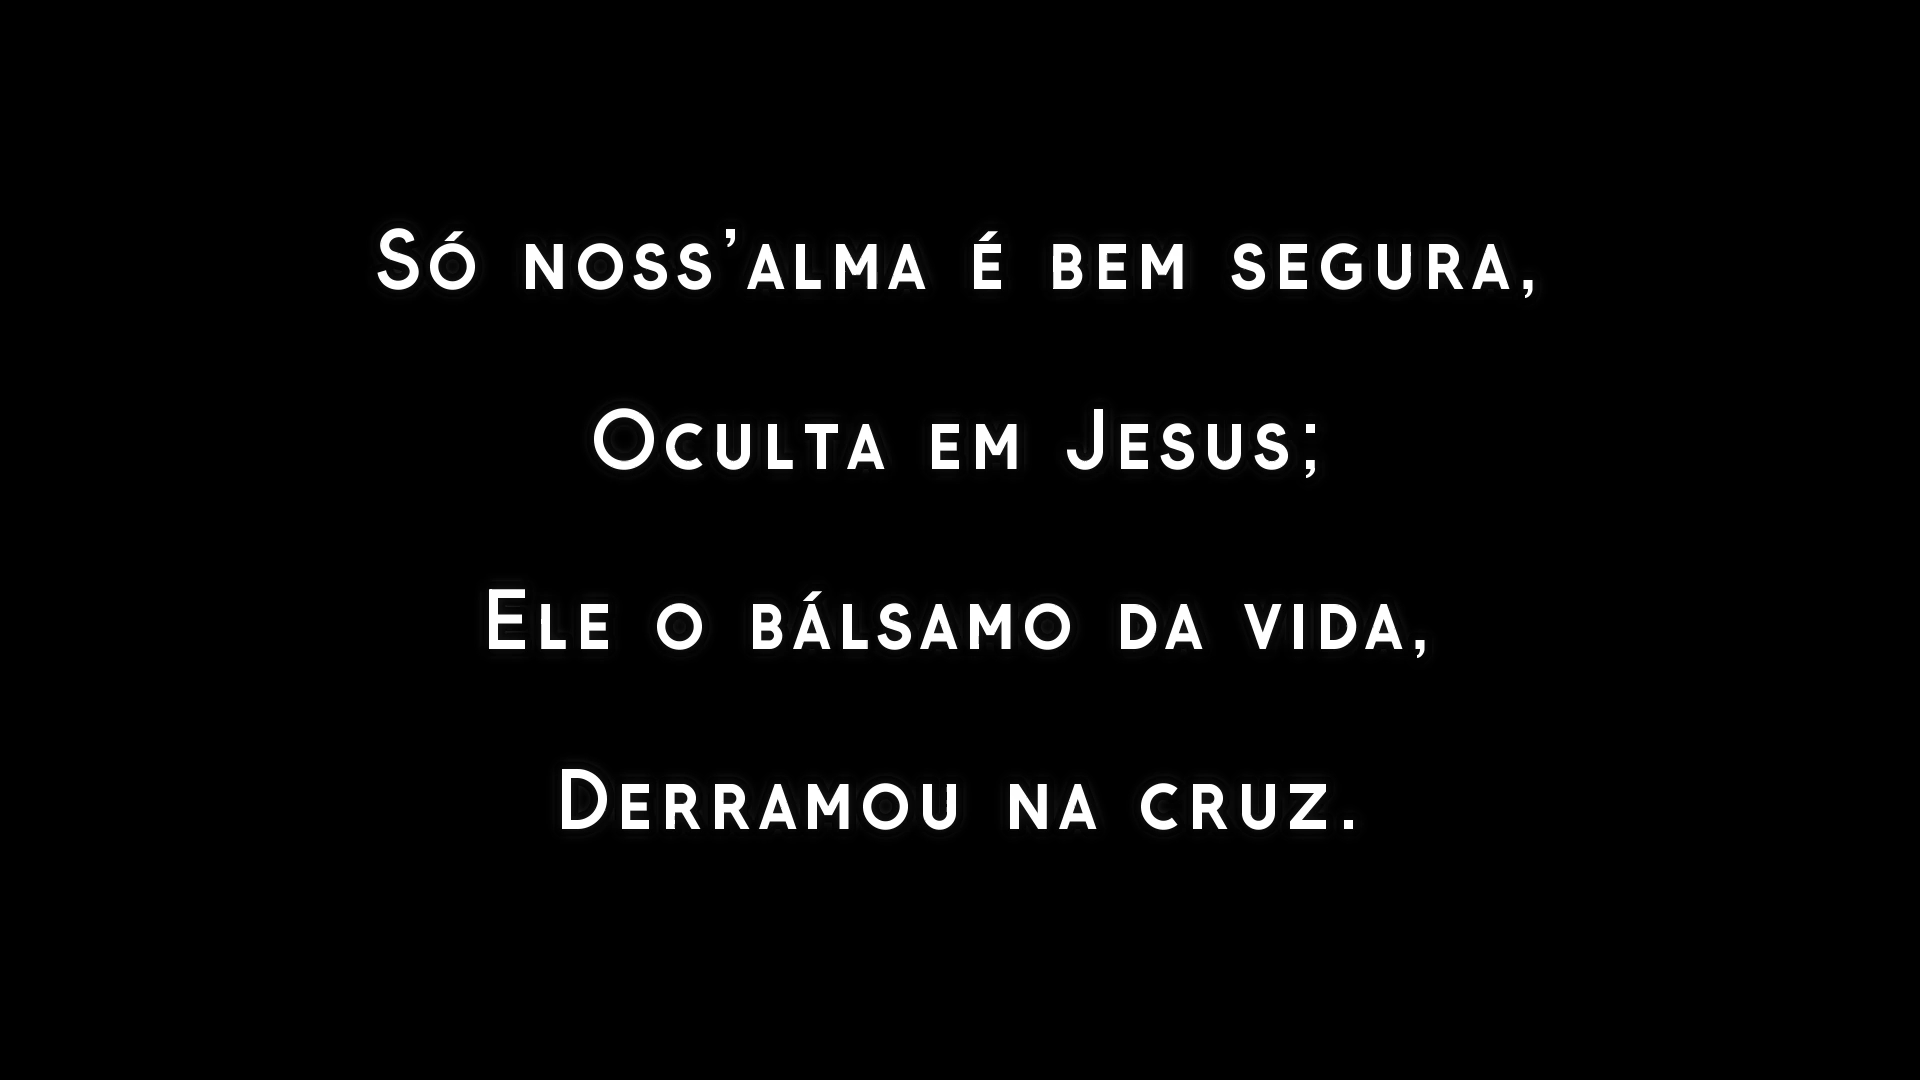 Só noss’alma é bem segura,
Oculta em Jesus;
Ele o bálsamo da vida,
Derramou na cruz.